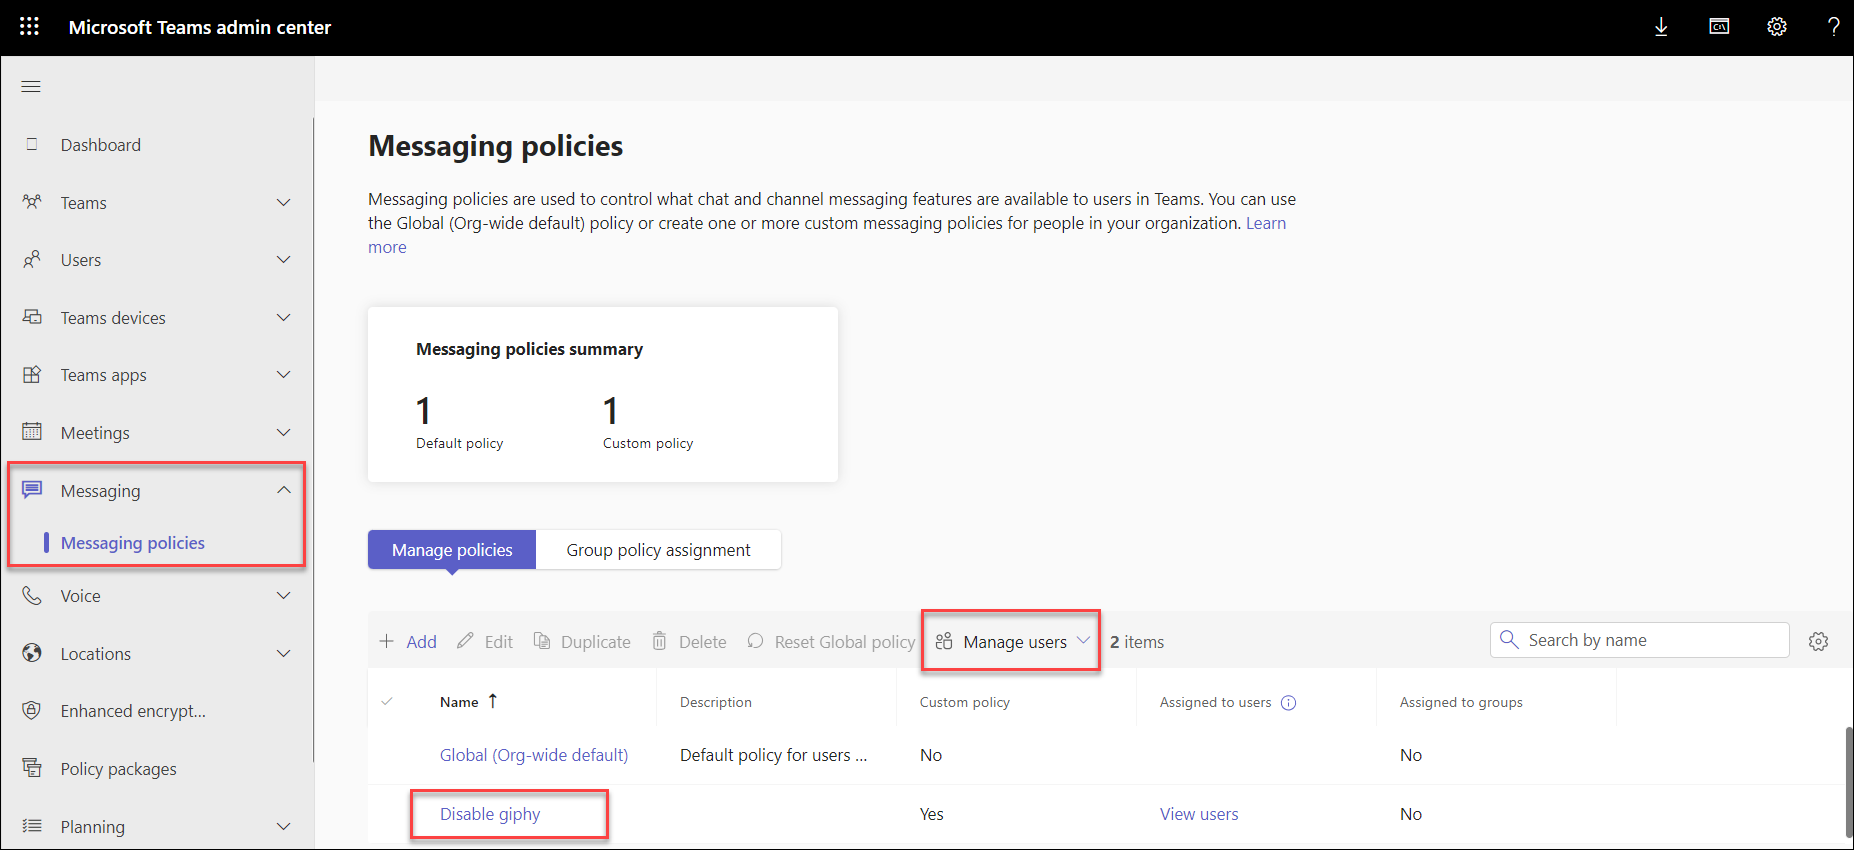 Microsoft Teams admin center
Dashboard
Teams
Users
Teams devices
Teams apps
Meetings
Messaging
Messaging policies
Voice
Locations
Enhanced encrypt...
Policy packages
Planning
Messaging policies
Messaging policies are used to control what chat and channel messaging features are available to users in Teams. You can use
the Global (Org-wide default) policy or create one or more custom messaging policies for people in your organization. Learn
more
Messaging policies summary
1 1
Default policy Custom policy
Manage policies Group policy assignment
Add Edit Duplicate Delete Reset Global policy Manage users 2 items Search by name
Name ↑ Description Custom policy Assigned to users Assigned to groups
Global (Org-wide default) Default policy for users ... No No
Disable giphy Yes View users No